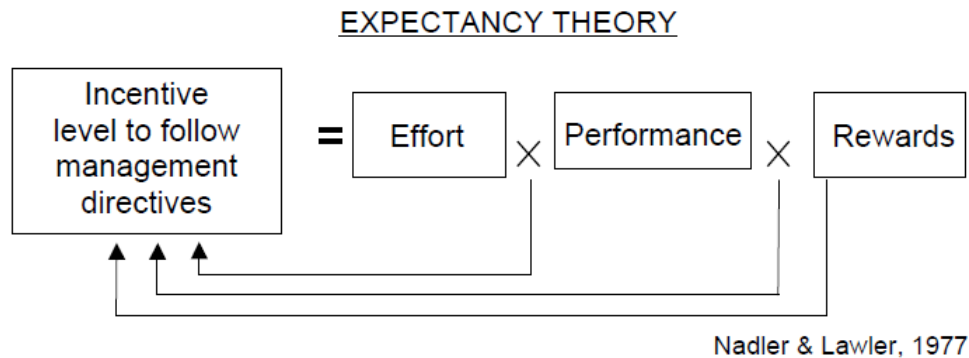 EXPECTANCY THEORY
Incentive
level to follow
management
directives
=
Effort
×
Performance
×
Rewards
Nadler & Lawler, 1977